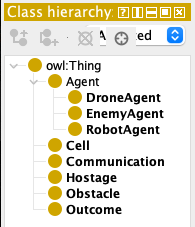 Class hierarchy:
owl:Thing
Agent
DroneAgent
EnemyAgent
RobotAgent
Cell
Communication
Hostage
Obstacle
Outcome